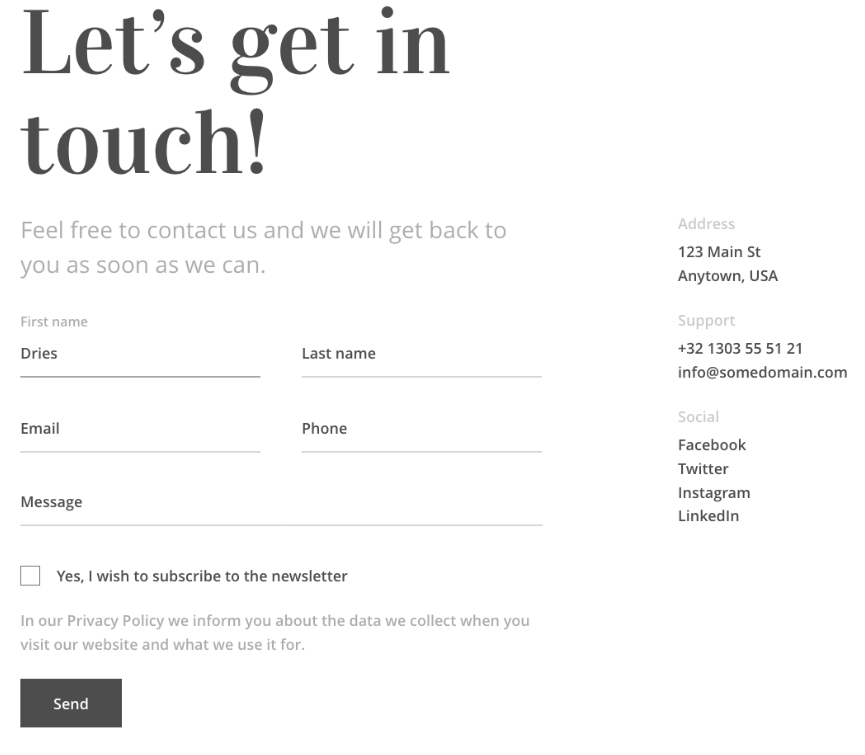 Let’s get in
touch!
Feel free to contact us and we will get back to
you as soon as we can.
First name
Dries
Last name
Email
Phone
Message
Yes, I wish to subscribe to the newsletter
In our Privacy Policy we inform you about the data we collect when you
visit our website and what we use it for.
Send
Address
123 Main St
Anytown, USA
Support
+32 1303 55 51 21
info@somedomain.com
Social
Facebook
Twitter
Instagram
LinkedIn